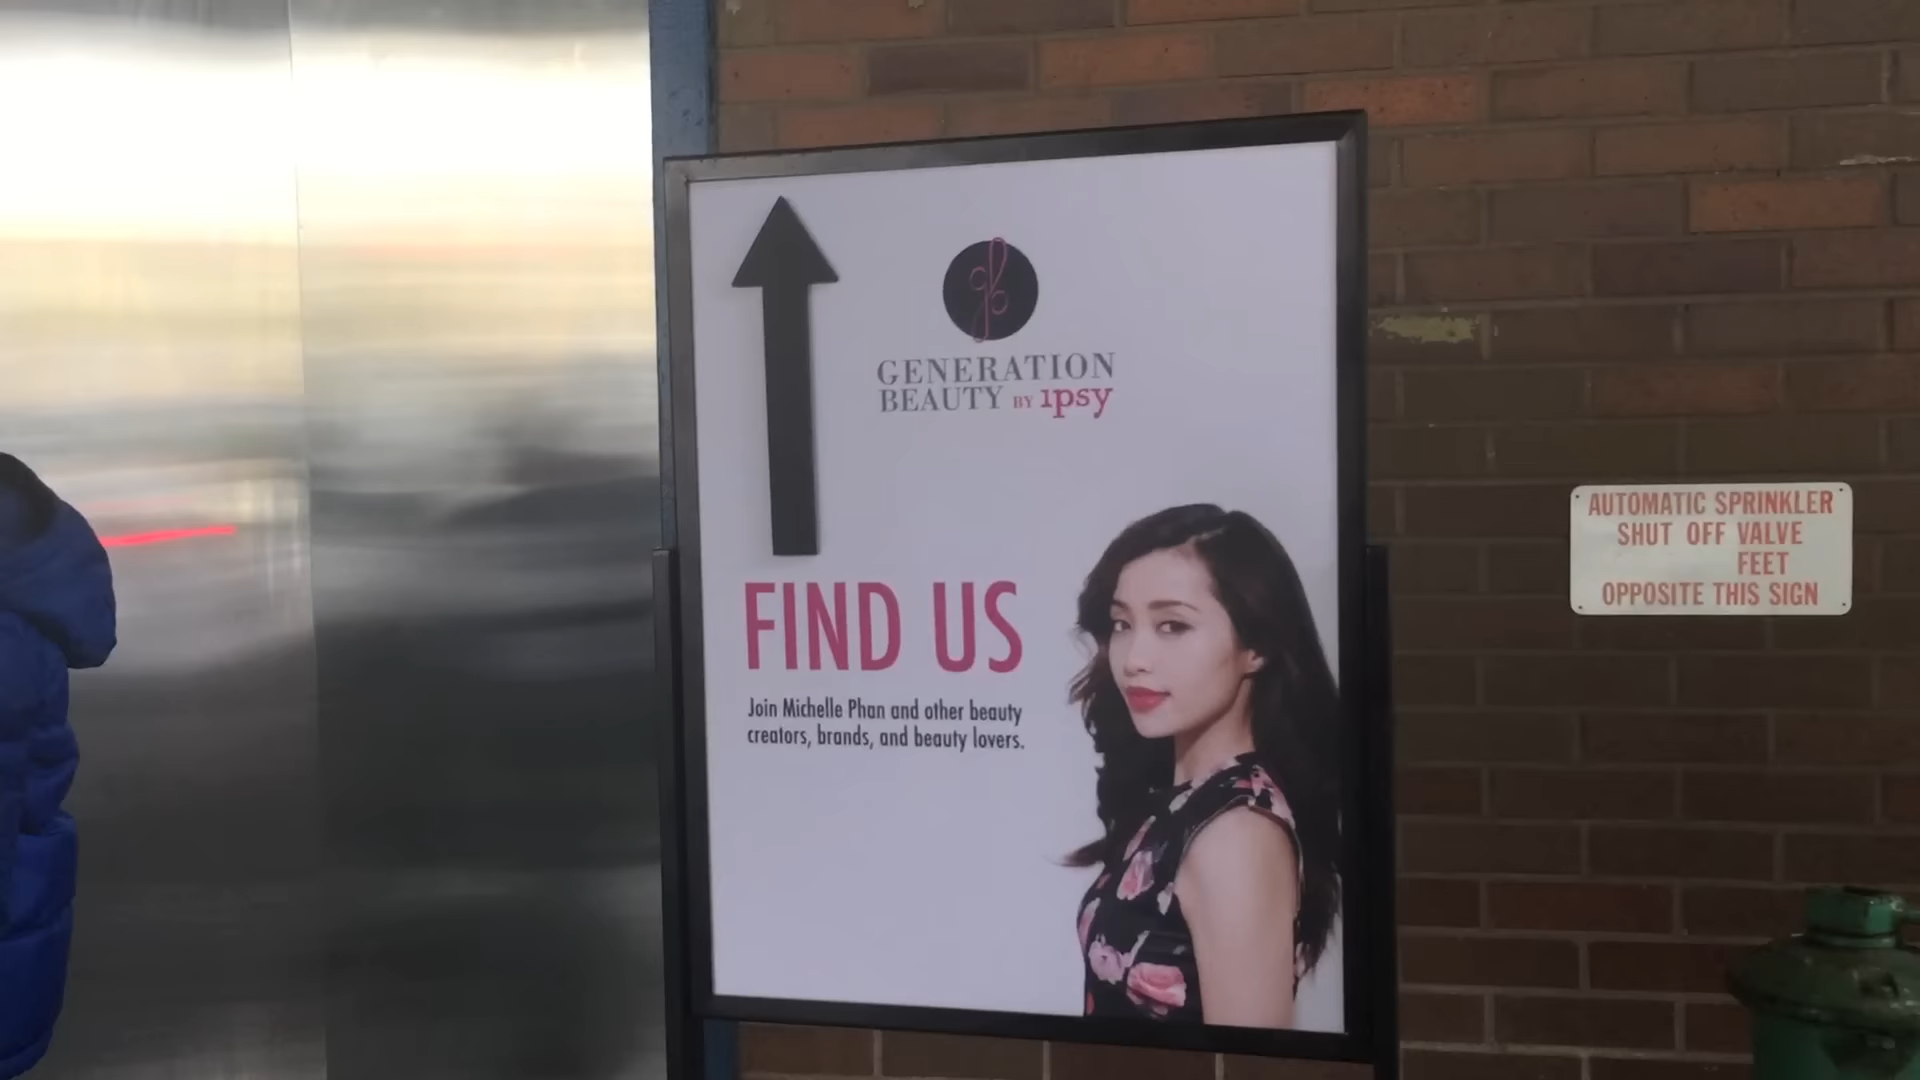 gb
GENERATION
BEAUTY BY ipsy
FIND US
Join Michelle Phan and other beauty
creators, brands, and beauty lovers.
AUTOMATIC SPRINKLER
SHUT OFF VALVE
FEET
OPPOSITE THIS SIGN